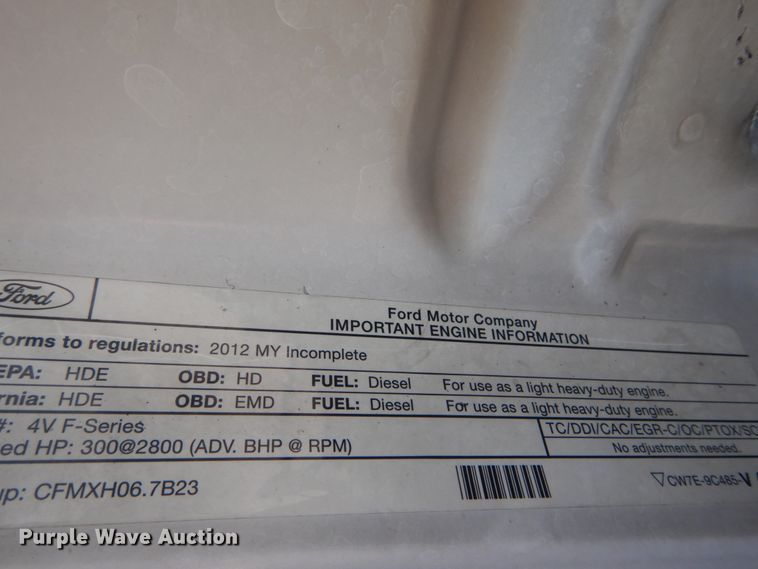 Ford
Ford Motor Company
IMPORTANT ENGINE INFORMATION
forms to regulations: 2012 MY Incomplete
EPA: HDE OBD: HD FUEL: Diesel For use as a light heavy-duty engine.
rnia: HDE OBD: EMD FUEL: Diesel For use as a light heavy-duty engine.
#: 4V F-Series TC/DDI/CAC/EGR-C/OC/PTOX/SC
ed HP: 300@2800 (ADV. BHP @ RPM) No adjustments needed.
up: CFMXH06.7B23 CW7E-9C485-V
Purple Wave Auction